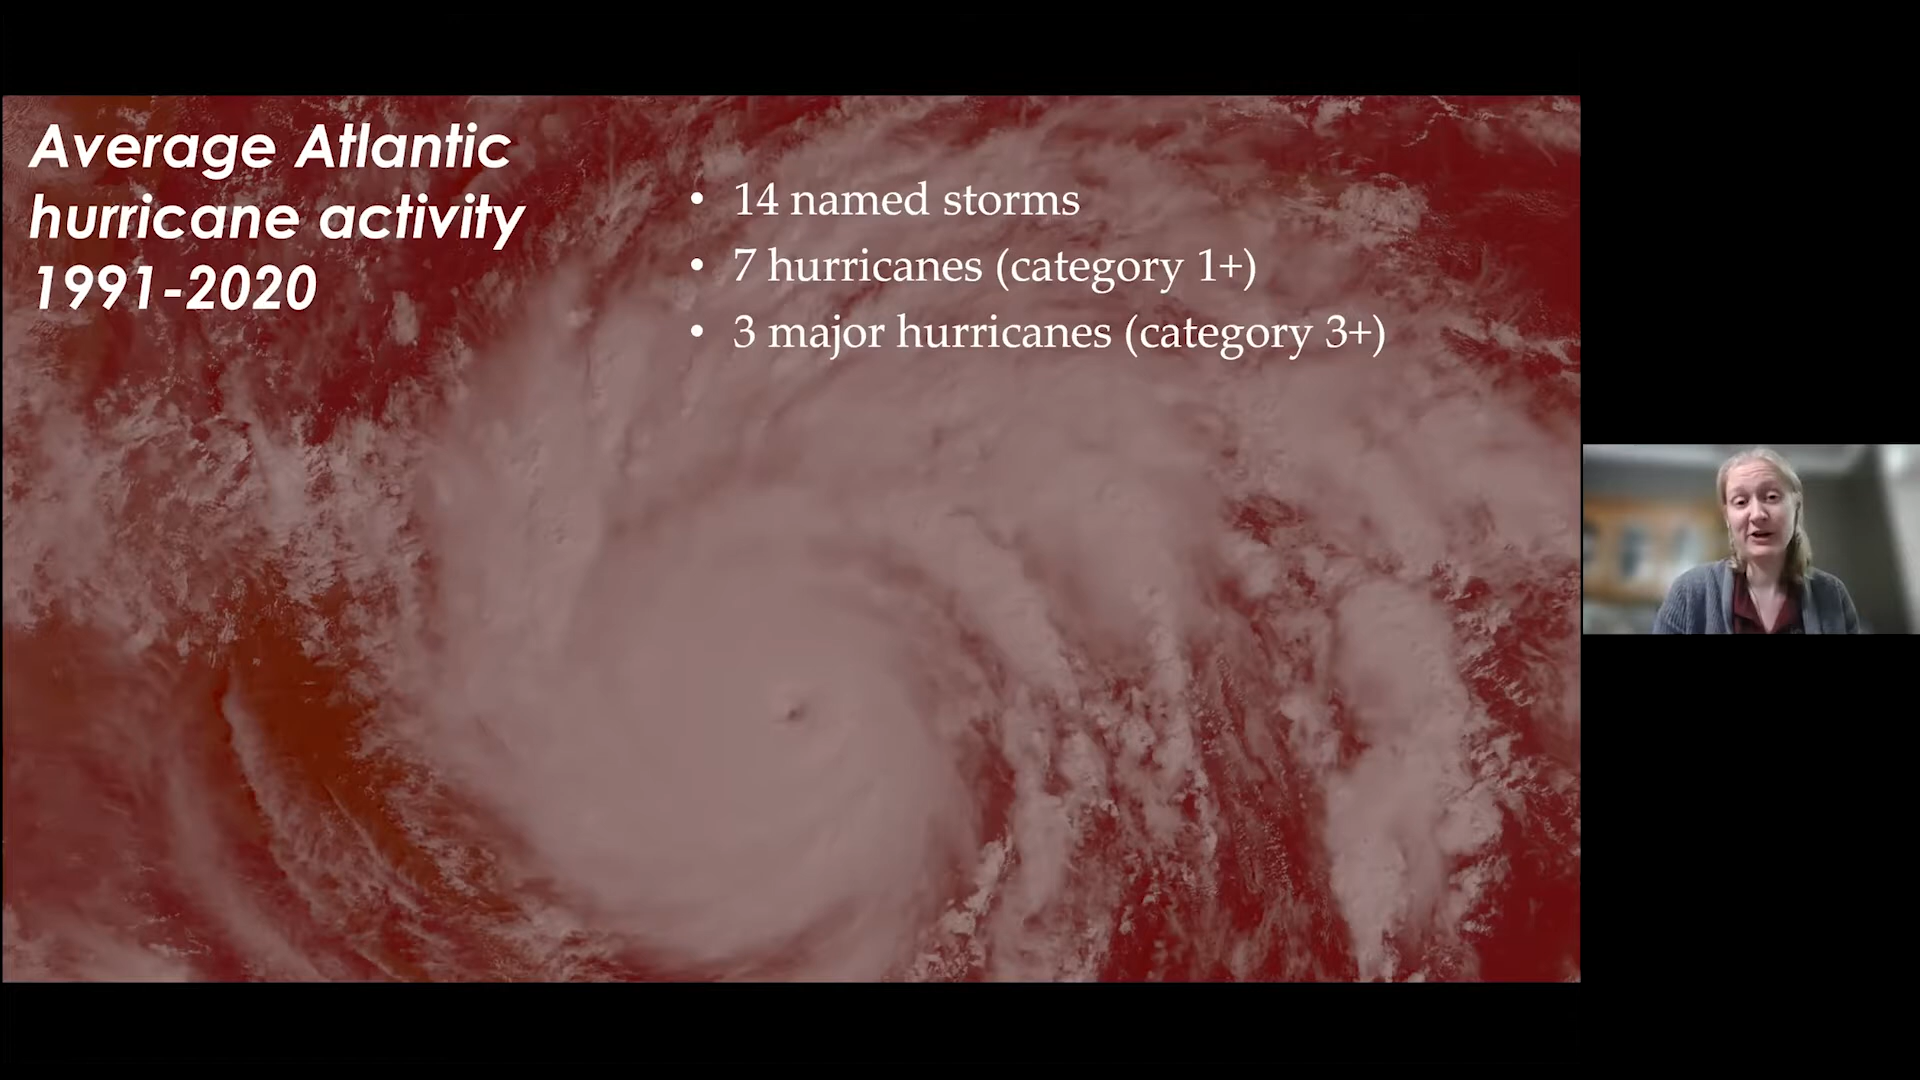 Average Atlantic
hurricane activity
1991-2020
• 14 named storms
• 7 hurricanes (category 1+)
• 3 major hurricanes (category 3+)